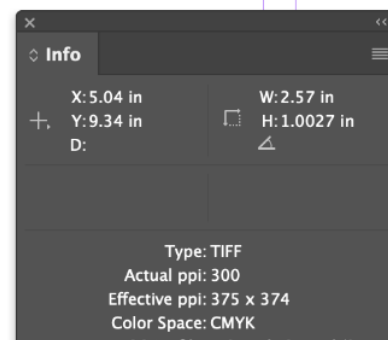 Info
X: 5.04 in
Y: 9.34 in
D:
W: 2.57 in
H: 1.0027 in
Type: TIFF
Actual ppi: 300
Effective ppi: 375 x 374
Color Space: CMYK